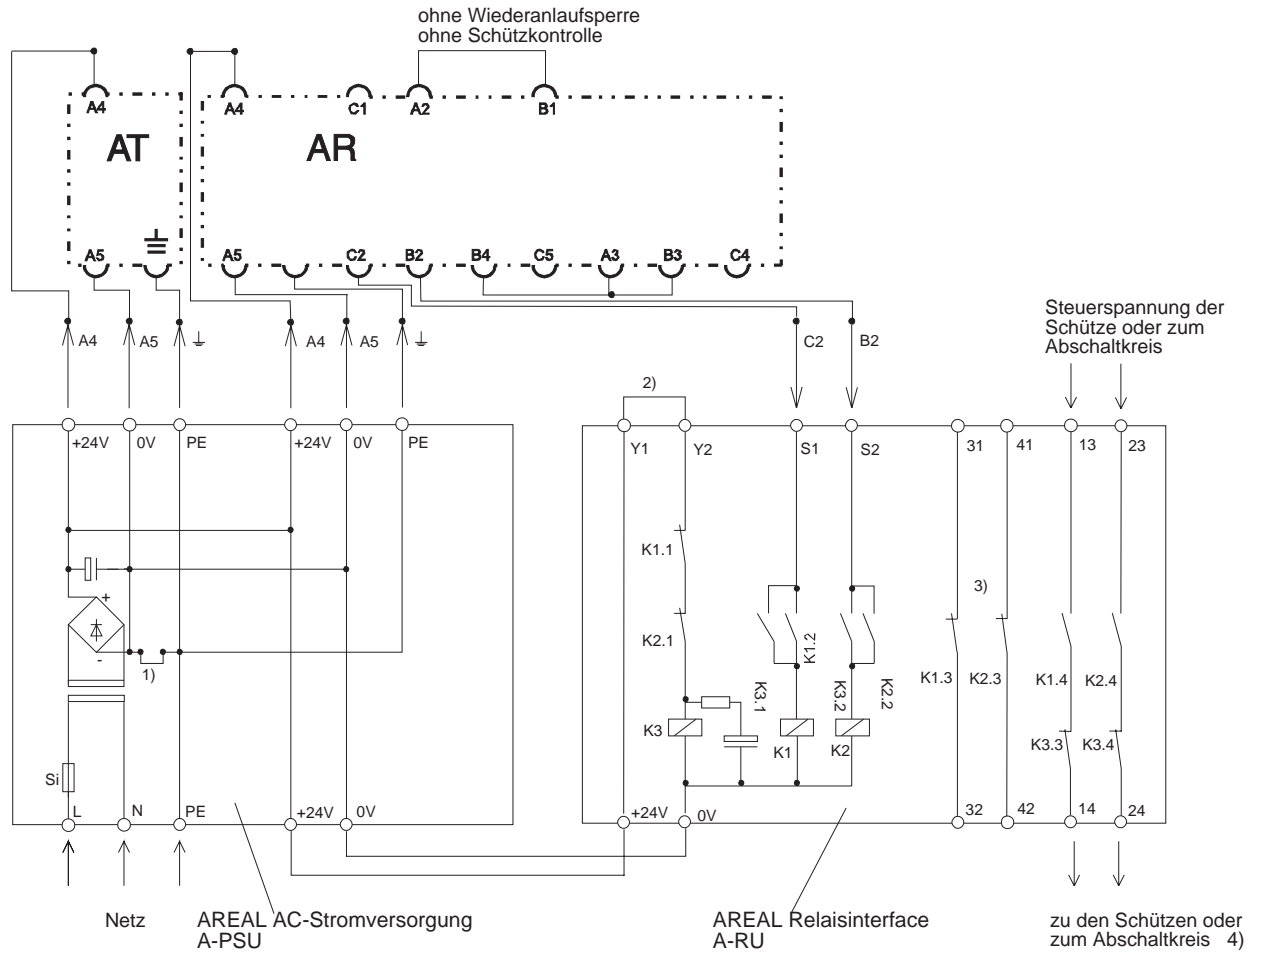 ohne Wiederanlaufsperre
ohne Schützkontrolle
A4
A4 C1 A2 B1
AT AR
A5 A5 C2 B2 B4 C5 A3 B3 C4
Steuerspannung der
Schütze oder zum
Abschaltkreis
A4 A5 A4 A5 C2 B2
2)
+24V 0V PE +24V 0V PE
Y1 Y2 S1 S2 31 41 13 23
K1.1
3)
+
K2.1 K1.2
-
1)
K3.1 K3.2 K2.2
K1.3 K2.3 K1.4 K2.4
K3 K1 K2 K3.3 K3.4
Si
L N PE +24V 0V
+24V 0V 32 42 14 24
Netz
AREAL AC-Stromversorgung
A-PSU
AREAL Relaisinterface
A-RU
zu den Schützen oder
zum Abschaltkreis 4)